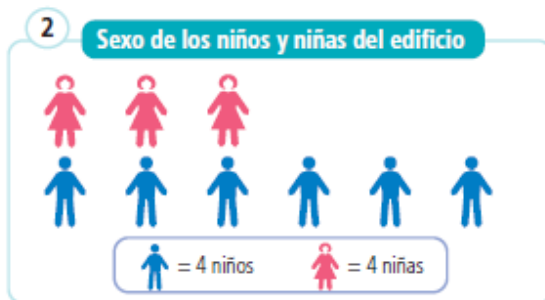 2
Sexo de los niños y niñas del edificio
= 4 niños = 4 niñas